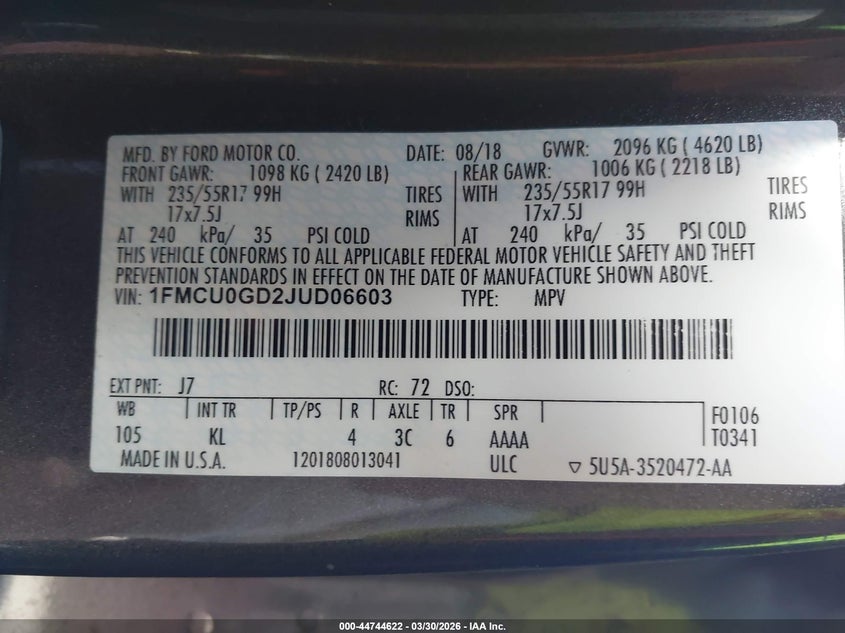 MFD. BY FORD MOTOR CO. DATE: 08/18 GVWR: 2096 KG ( 4620 LB)
FRONT GAWR: 1098 KG ( 2420 LB) REAR GAWR: 1006 KG ( 2218 LB)
WITH 235/55R17 99H TIRES WITH 235/55R17 99H TIRES
17x7.5J RIMS 17x7.5J RIMS
AT 240 kPa/ 35 PSI COLD AT 240 kPa/ 35 PSI COLD
THIS VEHICLE CONFORMS TO ALL APPLICABLE FEDERAL MOTOR VEHICLE SAFETY AND THEFT
PREVENTION STANDARDS IN EFFECT ON THE DATE OF MANUFACTURE SHOWN ABOVE.
VIN: 1FMCU0GD2JUD06603 TYPE: MPV
EXT PNT: J7 RC: 72 DSO:
WB INT TR TP/PS R AXLE TR SPR F0106
105 KL 4 3C 6 AAAA T0341
MADE IN U.S.A. 1201808013041 ULC ▽ 5U5A-3520472-AA
000-44744622 - 03/30/2026 - IAA Inc.